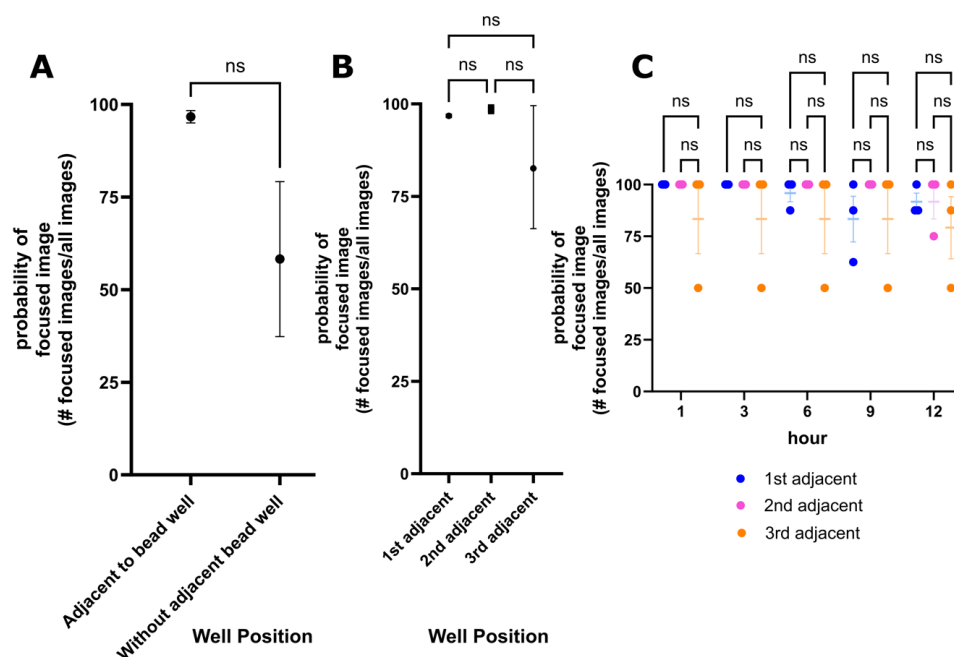 A
ns
probability of
focused image
(# focused images/all images)
100
75
50
25
0
Adjacent to bead well
Without adjacent bead well
Well Position
B
ns
ns
ns
probability of
focused image
(# focused images/all images)
100
75
50
25
0
1st adjacent
2nd adjacent
3rd adjacent
Well Position
C
ns
ns
ns
ns
ns
ns
ns
ns
ns
ns
ns
ns
ns
probability of
focused image
(# focused images/all images)
100
75
50
25
0
1
3
6
9
12
hour
1st adjacent
2nd adjacent
3rd adjacent